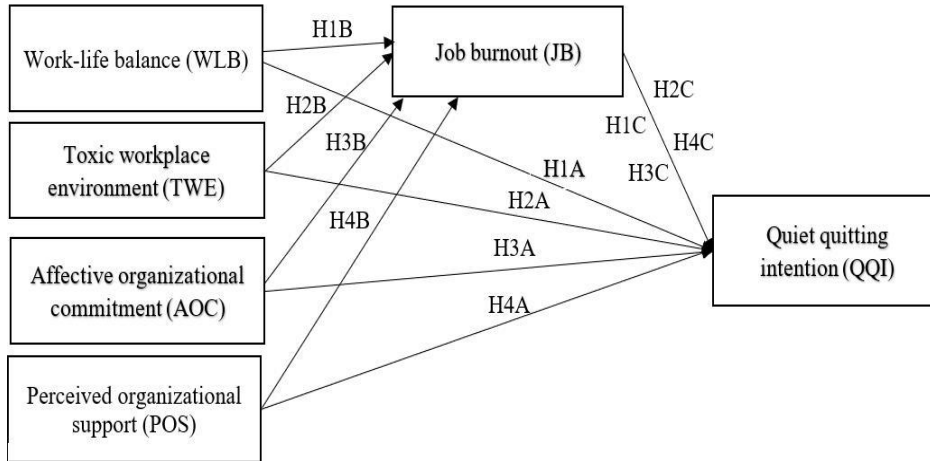 Work-life balance (WLB)
H1B
Job burnout (JB)
H2B
H2C
Toxic workplace
environment (TWE)
H3B
H1C
H4C
H1A
H3C
H2A
H4B
Affective organizational
commitment (AOC)
H3A
Quiet quitting
intention (QQI)
H4A
Perceived organizational
support (POS)